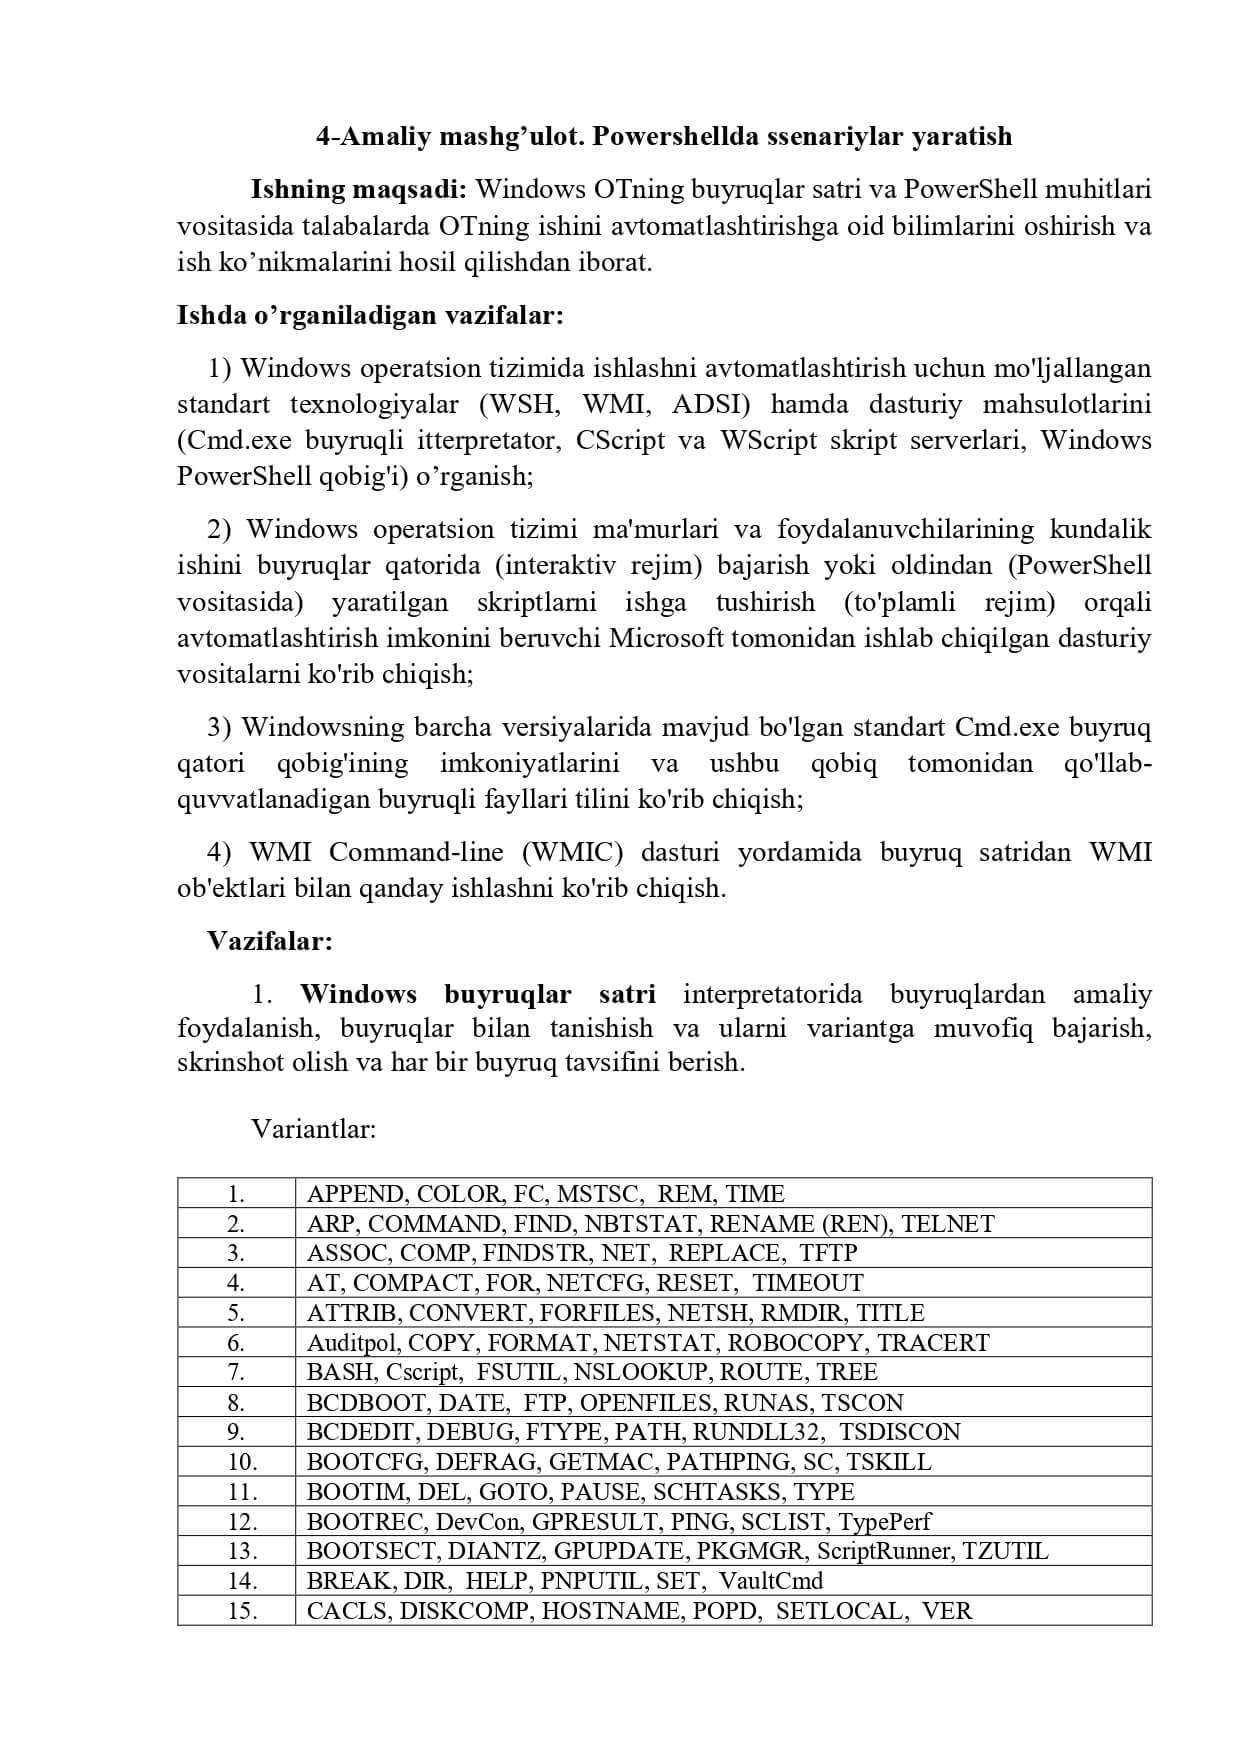 4-Amaliy mashg’ulot. Powershellda ssenariylar yaratish
Ishning maqsadi: Windows OTning buyruqlar satri va PowerShell muhitlari
vositasida talabalarda OTning ishini avtomatlashtirishga oid bilimlarini oshirish va
ish ko’nikmalarini hosil qilishdan iborat.
Ishda o’rganiladigan vazifalar:
1) Windows operatsion tizimida ishlashni avtomatlashtirish uchun mo'ljallangan
standart texnologiyalar (WSH, WMI, ADSI) hamda dasturiy mahsulotlarini
(Cmd.exe buyruqli itterpretator, CScript va WScript skript serverlari, Windows
PowerShell qobig'i) o’rganish;
2) Windows operatsion tizimi ma'murlari va foydalanuvchilarining kundalik
ishini buyruqlar qatorida (interaktiv rejim) bajarish yoki oldindan (PowerShell
vositasida) yaratilgan skriptlarni ishga tushirish (to'plamli rejim) orqali
avtomatlashtirish imkonini beruvchi Microsoft tomonidan ishlab chiqilgan dasturiy
vositalarni ko'rib chiqish;
3) Windowsning barcha versiyalarida mavjud bo'lgan standart Cmd.exe buyruq
qatori qobig'ining imkoniyatlarini va ushbu qobiq tomonidan qo'llab-
quvvatlanadigan buyruqli fayllari tilini ko'rib chiqish;
4) WMI Command-line (WMIC) dasturi yordamida buyruq satridan WMI
ob'ektlari bilan qanday ishlashni ko'rib chiqish.
Vazifalar:
1. Windows buyruqlar satri interpretatorida buyruqlardan amaliy
foydalanish, buyruqlar bilan tanishish va ularni variantga muvofiq bajarish,
skrinshot olish va har bir buyruq tavsifini berish.
Variantlar:
1. APPEND, COLOR, FC, MSTSC, REM, TIME
2. ARP, COMMAND, FIND, NBTSTAT, RENAME (REN), TELNET
3. ASSOC, COMP, FINDSTR, NET, REPLACE, TFTP
4. AT, COMPACT, FOR, NETCFG, RESET, TIMEOUT
5. ATTRIB, CONVERT, FORFILES, NETSH, RMDIR, TITLE
6. Auditpol, COPY, FORMAT, NETSTAT, ROBOCOPY, TRACERT
7. BASH, Cscript, FSUTIL, NSLOOKUP, ROUTE, TREE
8. BCDBOOT, DATE, FTP, OPENFILES, RUNAS, TSCON
9. BCDEDIT, DEBUG, FTYPE, PATH, RUNDLL32, TSDISCON
10. BOOTCFG, DEFRAG, GETMAC, PATHPING, SC, TSKILL
11. BOOTIM, DEL, GOTO, PAUSE, SCHTASKS, TYPE
12. BOOTREC, DevCon, GPRESULT, PING, SCLIST, TypePerf
13. BOOTSECT, DIANTZ, GPUPDATE, PKGMGR, ScriptRunner, TZUTIL
14. BREAK, DIR, HELP, PNPUTIL, SET, VaultCmd
15. CACLS, DISKCOMP, HOSTNAME, POPD, SETLOCAL, VER